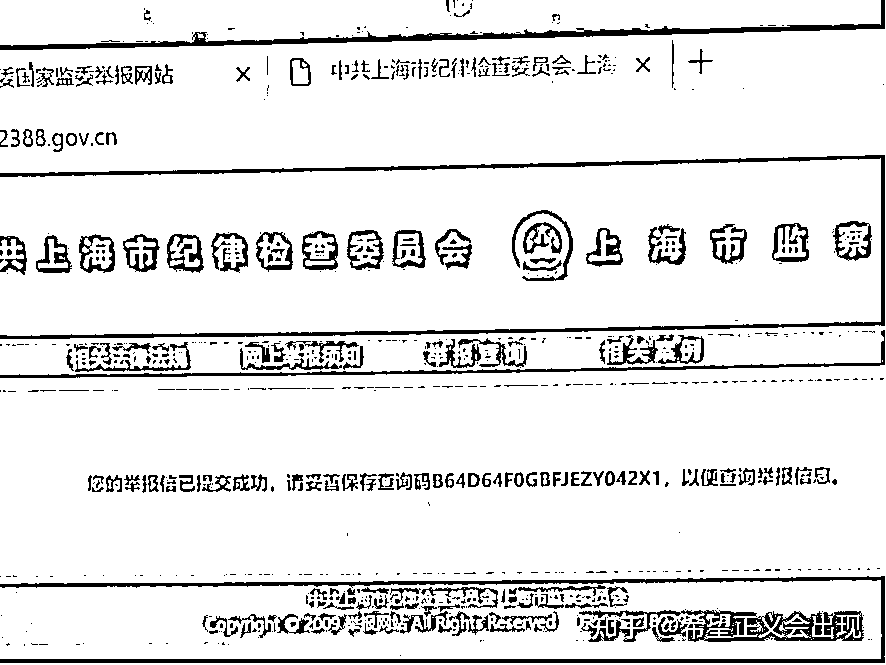 委国家监委举报网站 × 中共上海市纪律检查委员会.上海 × +
2388.gov.cn
共上海市纪律检查委员会 上海市监察
相关法律法规 网上举报须知 举报查询 相关案例
您的举报信已提交成功，请妥善保存查询码B64D64F0GBFJEZY042X1，以便查询举报信息。
中共上海市纪律检查委员会 上海市监察委员会
Copyright © 2009 举报网站 All Rights Reserved
知乎 @希望正义会出现